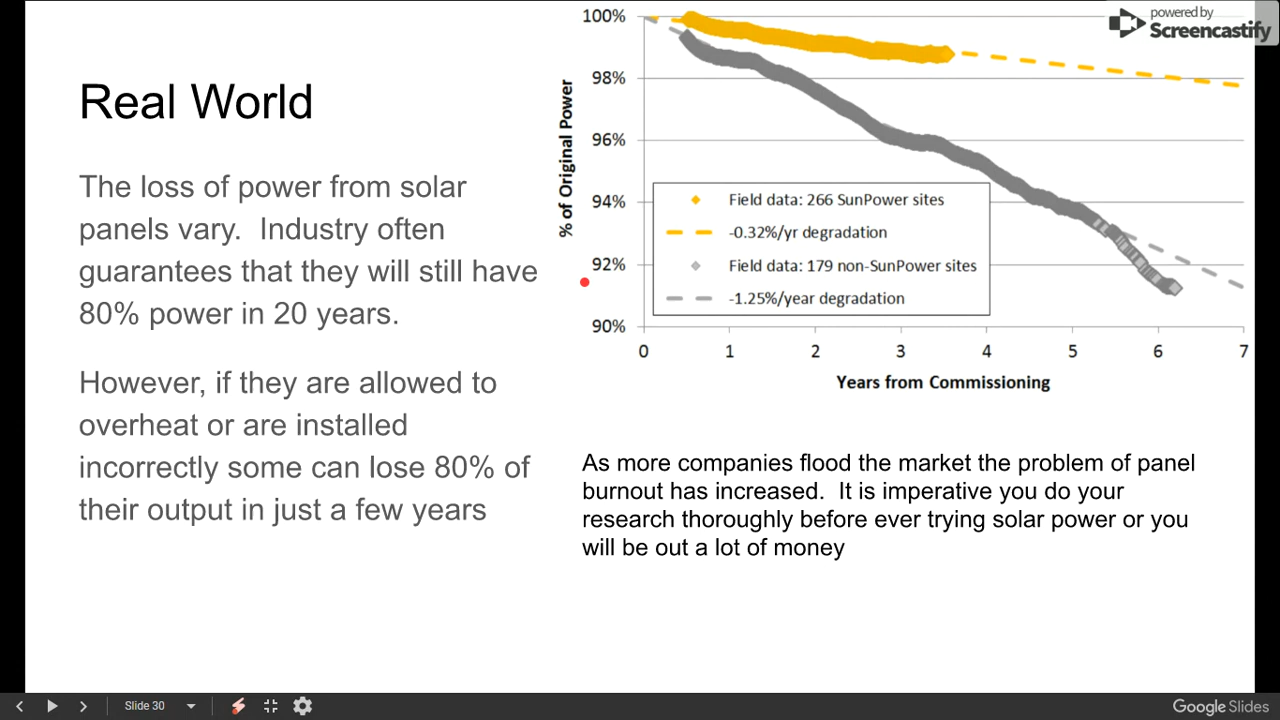 Real World
The loss of power from solar
panels vary.  Industry often
guarantees that they will still have
80% power in 20 years.
However, if they are allowed to
overheat or are installed
incorrectly some can lose 80% of
their output in just a few years
100%
98%
96%
94%
92%
90%
% of Original Power
Field data: 266 SunPower sites
-0.32%/yr degradation
Field data: 179 non-SunPower sites
-1.25%/year degradation
0 1 2 3 4 5 6 7
Years from Commissioning
powered by
Screencastify
As more companies flood the market the problem of panel
burnout has increased.  It is imperative you do your
research thoroughly before ever trying solar power or you
will be out a lot of money
Slide 30
Google Slides